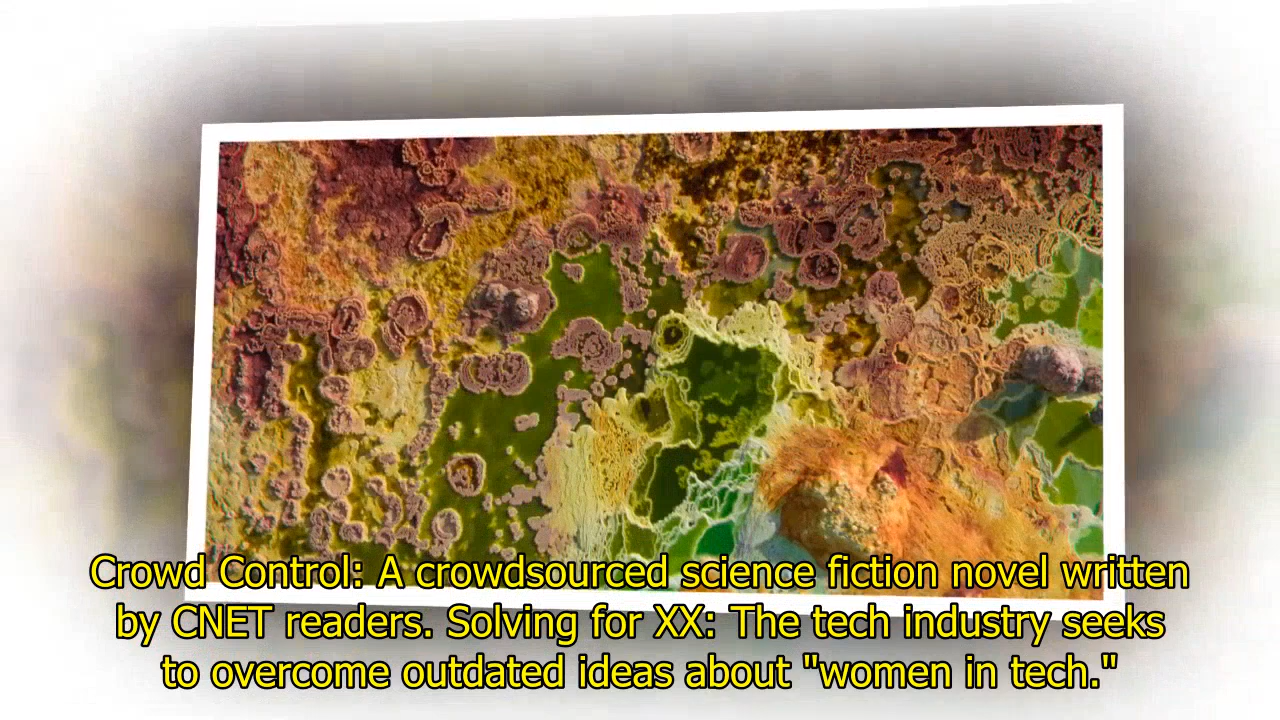 Crowd Control: A crowdsourced science fiction novel written
by CNET readers. Solving for XX: The tech industry seeks
to overcome outdated ideas about "women in tech."